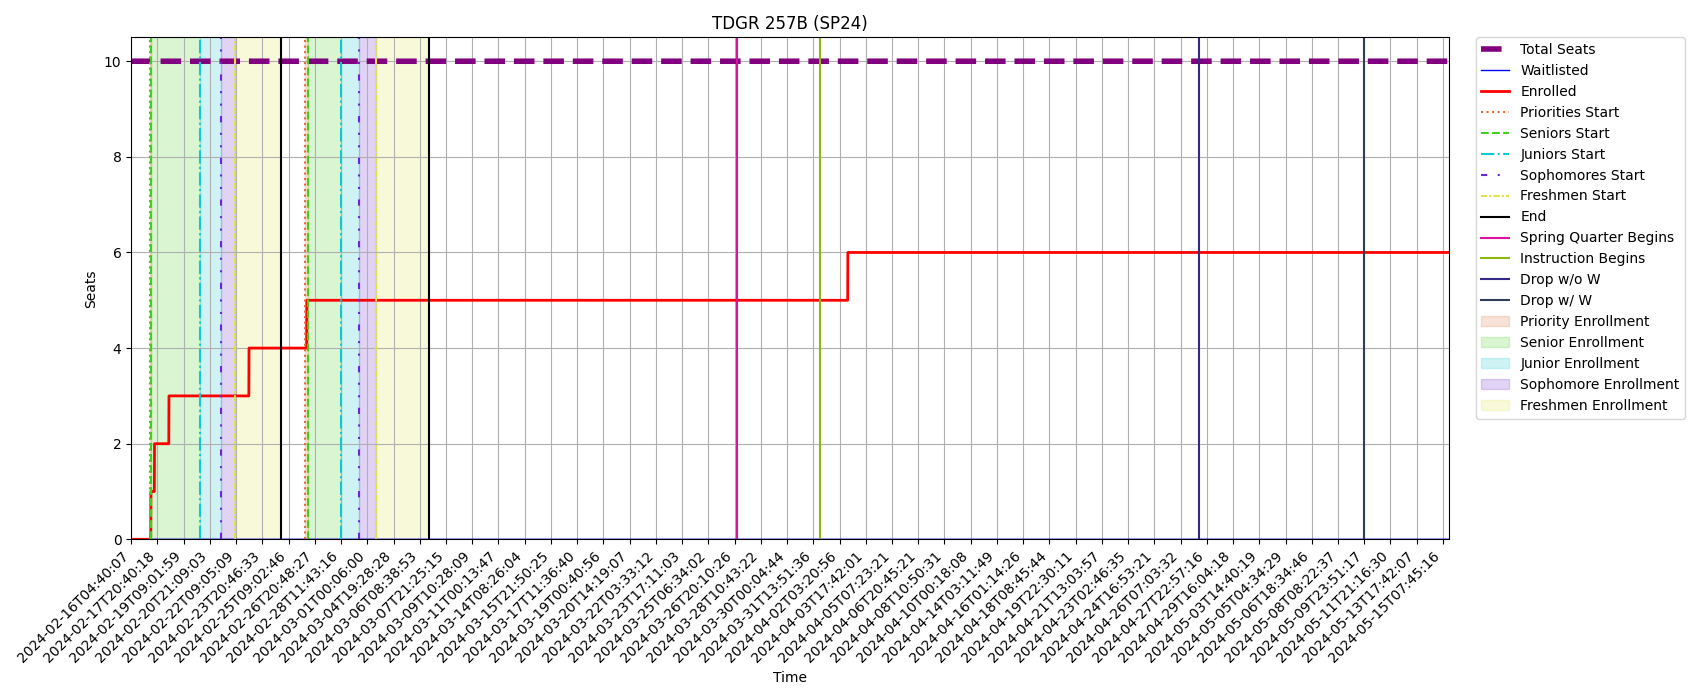 TDGR 257B (SP24)
10
8
6
4
2
0
Seats
2024-02-16T04:40:07
2024-02-17T20:40:18
2024-02-19T09:01:59
2024-02-20T21:09:03
2024-02-22T09:05:09
2024-02-23T20:46:33
2024-02-25T09:02:46
2024-02-26T20:48:27
2024-02-28T11:43:16
2024-03-01T00:06:00
2024-03-04T19:28:28
2024-03-06T08:38:53
2024-03-07T21:25:15
2024-03-09T10:28:09
2024-03-11T00:13:47
2024-03-14T08:26:04
2024-03-15T21:50:25
2024-03-17T11:36:40
2024-03-19T00:40:56
2024-03-20T14:19:07
2024-03-22T03:33:12
2024-03-23T17:11:03
2024-03-25T06:34:02
2024-03-26T20:10:26
2024-03-28T10:43:22
2024-03-30T00:04:44
2024-03-31T13:51:36
2024-04-02T03:20:56
2024-04-03T17:42:01
2024-04-05T07:23:21
2024-04-06T20:45:21
2024-04-08T10:50:31
2024-04-10T00:18:08
2024-04-14T03:11:49
2024-04-16T01:14:26
2024-04-18T08:45:44
2024-04-19T22:30:11
2024-04-21T13:03:57
2024-04-23T02:46:35
2024-04-24T16:53:21
2024-04-26T07:03:32
2024-04-27T22:57:16
2024-04-29T16:04:18
2024-05-03T14:40:19
2024-05-05T04:34:29
2024-05-06T18:34:46
2024-05-08T08:22:37
2024-05-09T23:51:17
2024-05-11T21:16:30
2024-05-13T17:42:07
2024-05-15T07:45:16
Time
Total Seats
Waitlisted
Enrolled
Priorities Start
Seniors Start
Juniors Start
Sophomores Start
Freshmen Start
End
Spring Quarter Begins
Instruction Begins
Drop w/o W
Drop w/ W
Priority Enrollment
Senior Enrollment
Junior Enrollment
Sophomore Enrollment
Freshmen Enrollment